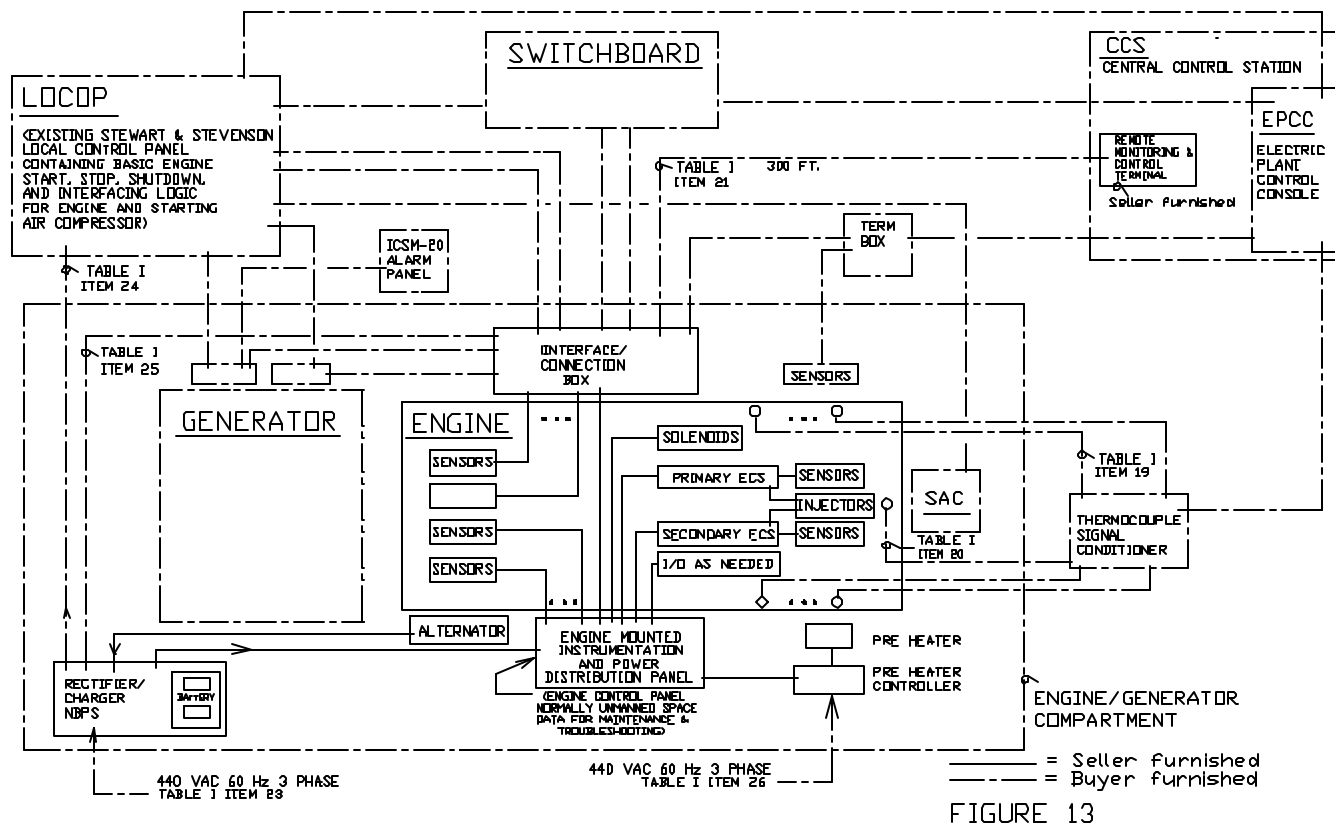 SWITCHBOARD
CCS
CENTRAL CONTROL STATION
LOCOP
(EXISTING STEWART & STEVENSON
LOCAL CONTROL PANEL
CONTAINING BASIC ENGINE
START, STOP, SHUTDOWN,
AND INTERFACING LOGIC
FOR ENGINE AND STARTING
AIR COMPRESSOR)
EPCC
ELECTRIC
PLANT
CONTROL
CONSOLE
REMOTE
MONITORING &
CONTROL
TERMINAL
Seller furnished
TABLE I 300 FT.
ITEM 21
TERM
BOX
ICSM-20
ALARM
PANEL
TABLE I
ITEM 24
TABLE I
ITEM 25
INTERFACE/
CONNECTION
BOX
SENSORS
GENERATOR
ENGINE
SENSORS
SENSORS
SENSORS
SOLENOIDS
PRIMARY ECS
SENSORS
INJECTORS
SECONDARY ECS
SENSORS
I/O AS NEEDED
SAC
TABLE I
ITEM 19
TABLE I
ITEM 20
THERMOCOUPLE
SIGNAL
CONDITIONER
ALTERNATOR
ENGINE MOUNTED
INSTRUMENTATION
AND POWER
DISTRIBUTION PANEL
(ENGINE CONTROL PANEL
NORMALLY UNMANNED SPACE
DATA FOR MAINTENANCE &
TROUBLESHOOTING)
PRE HEATER
PRE HEATER
CONTROLLER
RECTIFIER/
CHARGER
NBPS
BATTERY
ENGINE/GENERATOR
COMPARTMENT
440 VAC 60 Hz 3 PHASE
TABLE I ITEM 23
440 VAC 60 Hz 3 PHASE
TABLE I ITEM 26
= Seller furnished
= Buyer furnished
FIGURE 13